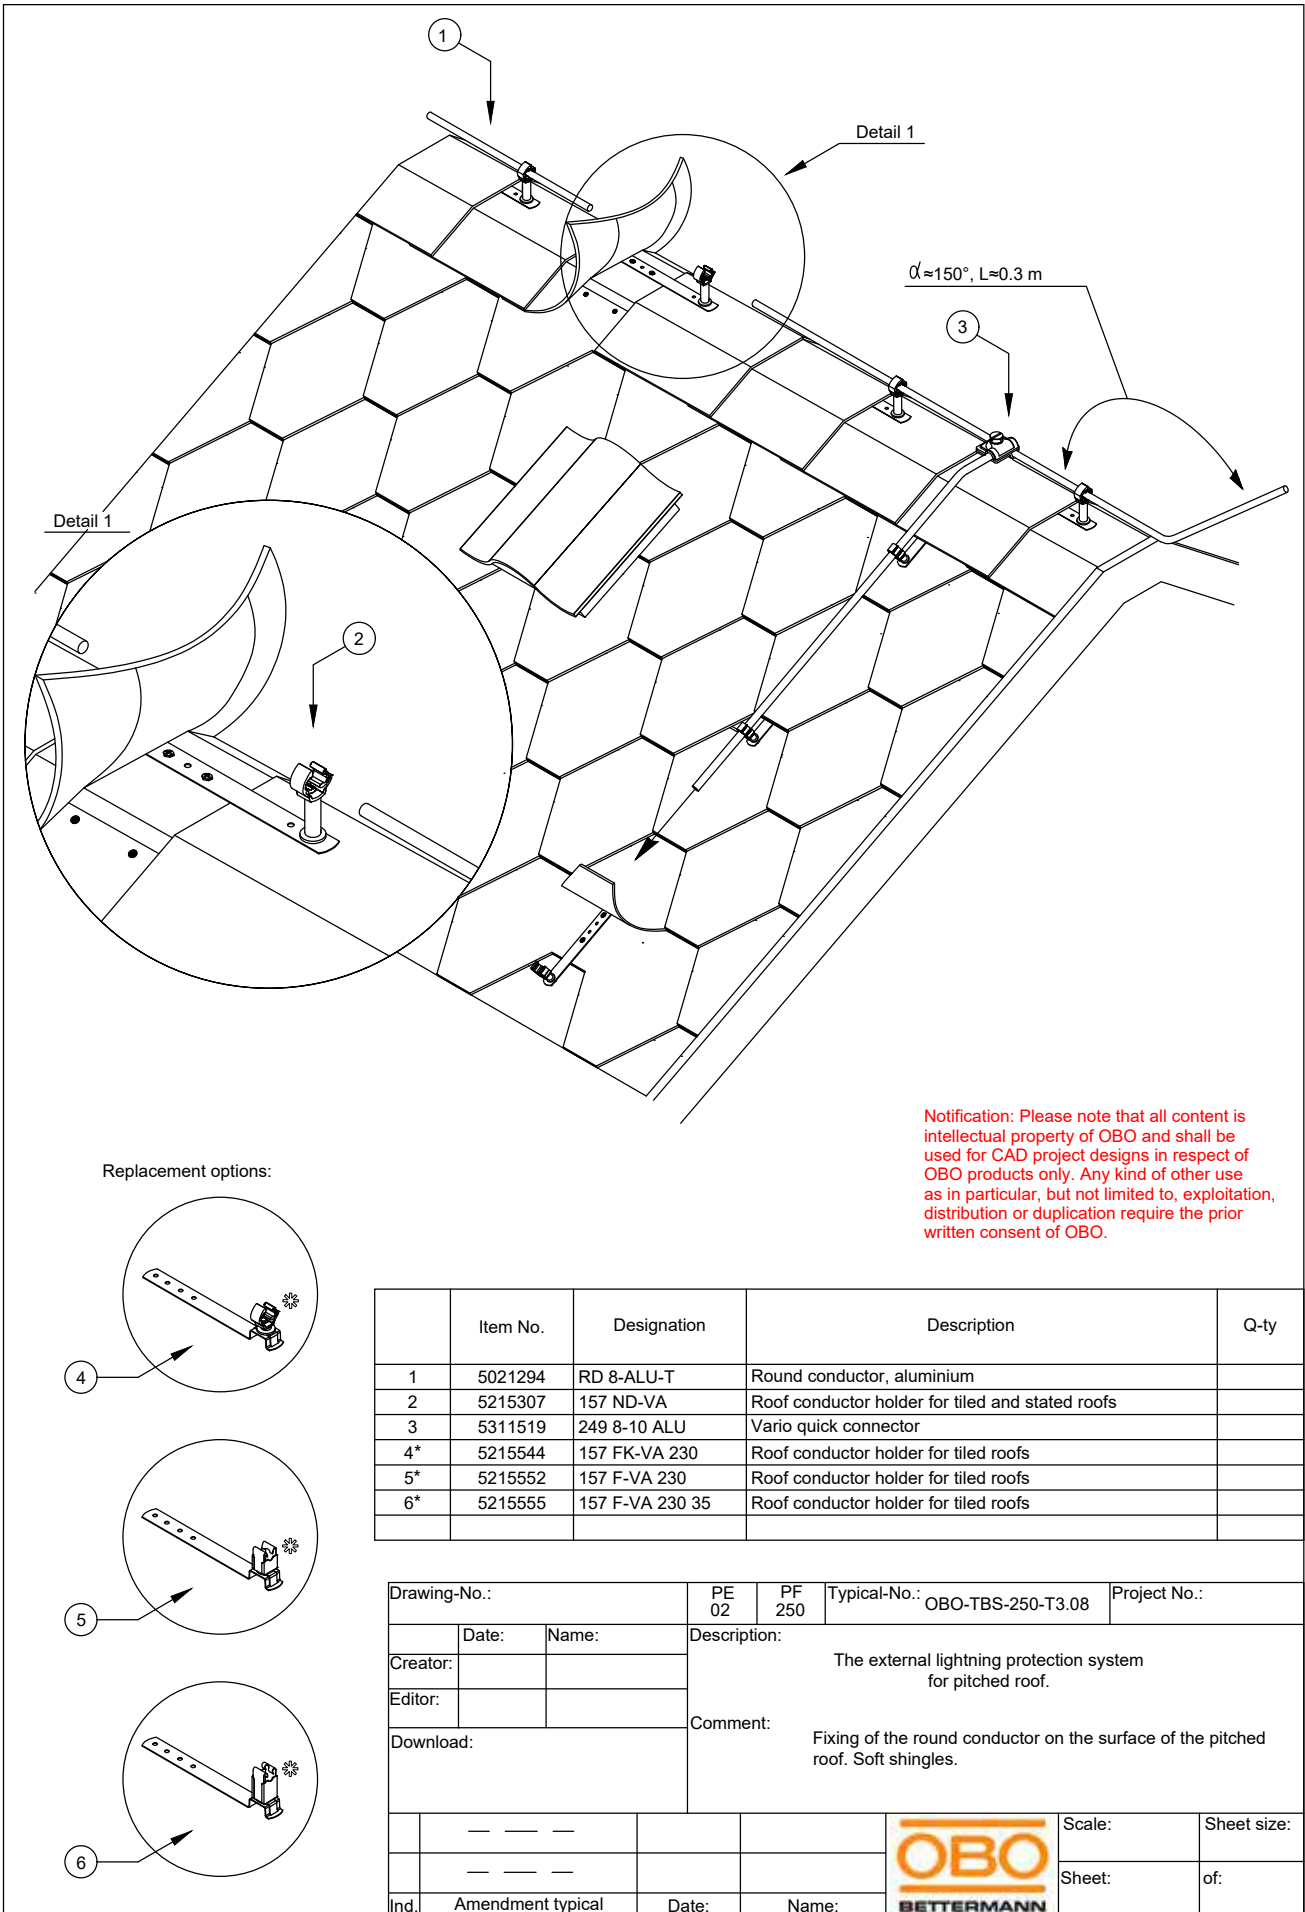 1
Detail 1
α≈150°, L≈0.3 m
3
Detail 1
2
Notification: Please note that all content is
intellectual property of OBO and shall be
used for CAD project designs in respect of
OBO products only. Any kind of other use
as in particular, but not limited to, exploitation,
distribution or duplication require the prior
written consent of OBO.
Replacement options:
4
5
6
Item No. Designation Description Q-ty
1 5021294 RD 8-ALU-T Round conductor, aluminium
2 5215307 157 ND-VA Roof conductor holder for tiled and stated roofs
3 5311519 249 8-10 ALU Vario quick connector
4* 5215544 157 FK-VA 230 Roof conductor holder for tiled roofs
5* 5215552 157 F-VA 230 Roof conductor holder for tiled roofs
6* 5215555 157 F-VA 230 35 Roof conductor holder for tiled roofs
Drawing-No.: PE 02 PF 250 Typical-No.: OBO-TBS-250-T3.08 Project No.:
Date: Name:
Creator:
Editor:
Download:
Description:
The external lightning protection system
for pitched roof.
Comment:
Fixing of the round conductor on the surface of the pitched
roof. Soft shingles.
Ind. Amendment typical Date: Name:
OBO
BETTERMANN
Scale: Sheet size:
Sheet: of: